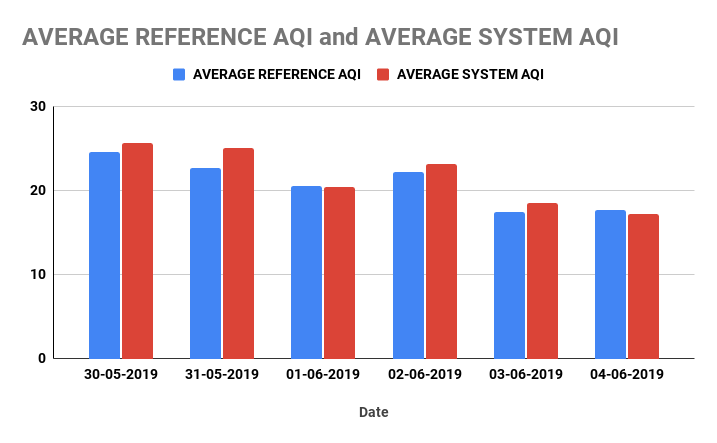 AVERAGE REFERENCE AQI and AVERAGE SYSTEM AQI
AVERAGE REFERENCE AQI AVERAGE SYSTEM AQI
30
20
10
0
30-05-2019 31-05-2019 01-06-2019 02-06-2019 03-06-2019 04-06-2019
Date